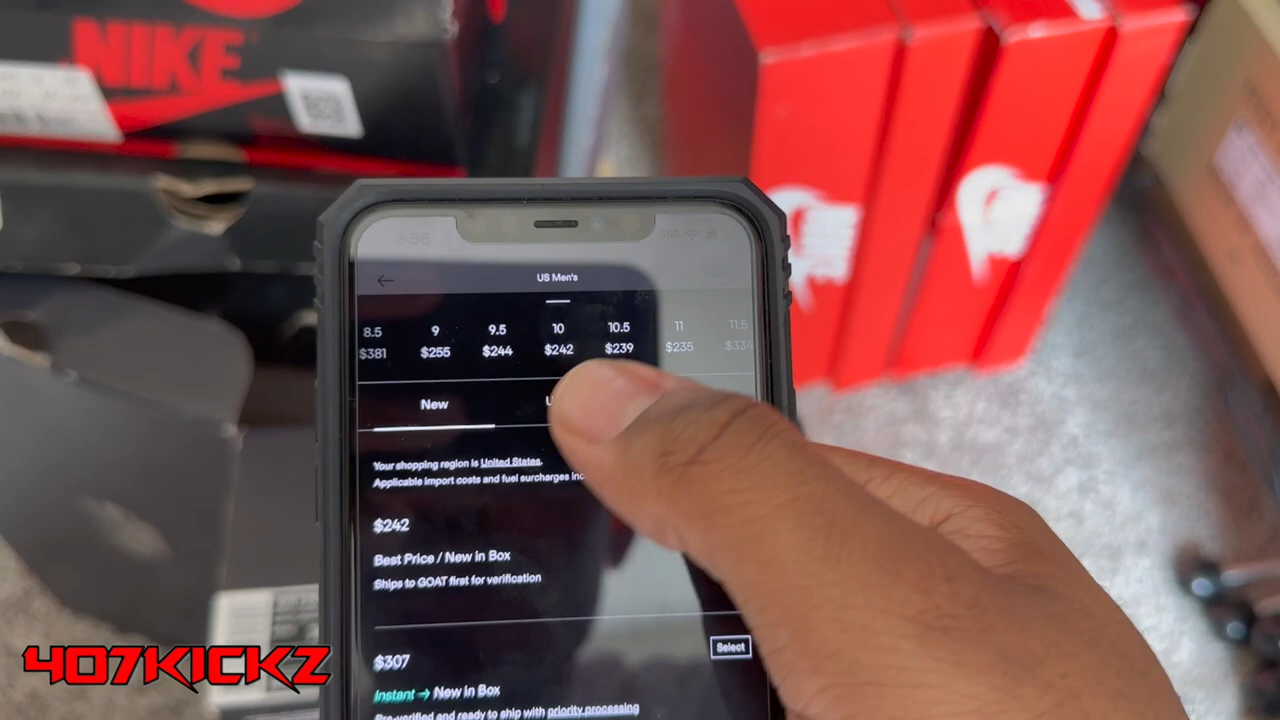 NIKE
3:56
US Men's
8.5 9 9.5 10 10.5 11 11.5
$381 $255 $244 $242 $239 $235 $334
New U
Your shopping region is United States.
Applicable import costs and fuel surcharges inc
$242
Best Price / New in Box
Ships to GOAT first for verification
Select
$307
Instant → New in Box
Pre-verified and ready to ship with priority processing
407KICKZ